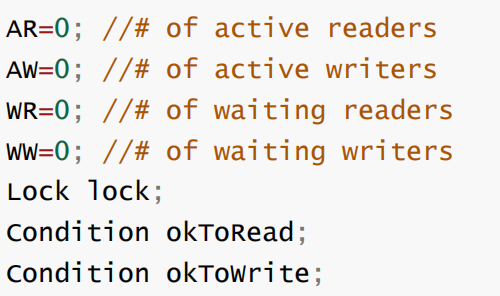 AR=0; //# of active readers
AW=0; //# of active writers
WR=0; //# of waiting readers
WW=0; //# of waiting writers
Lock lock;
Condition okToRead;
Condition okToWrite;